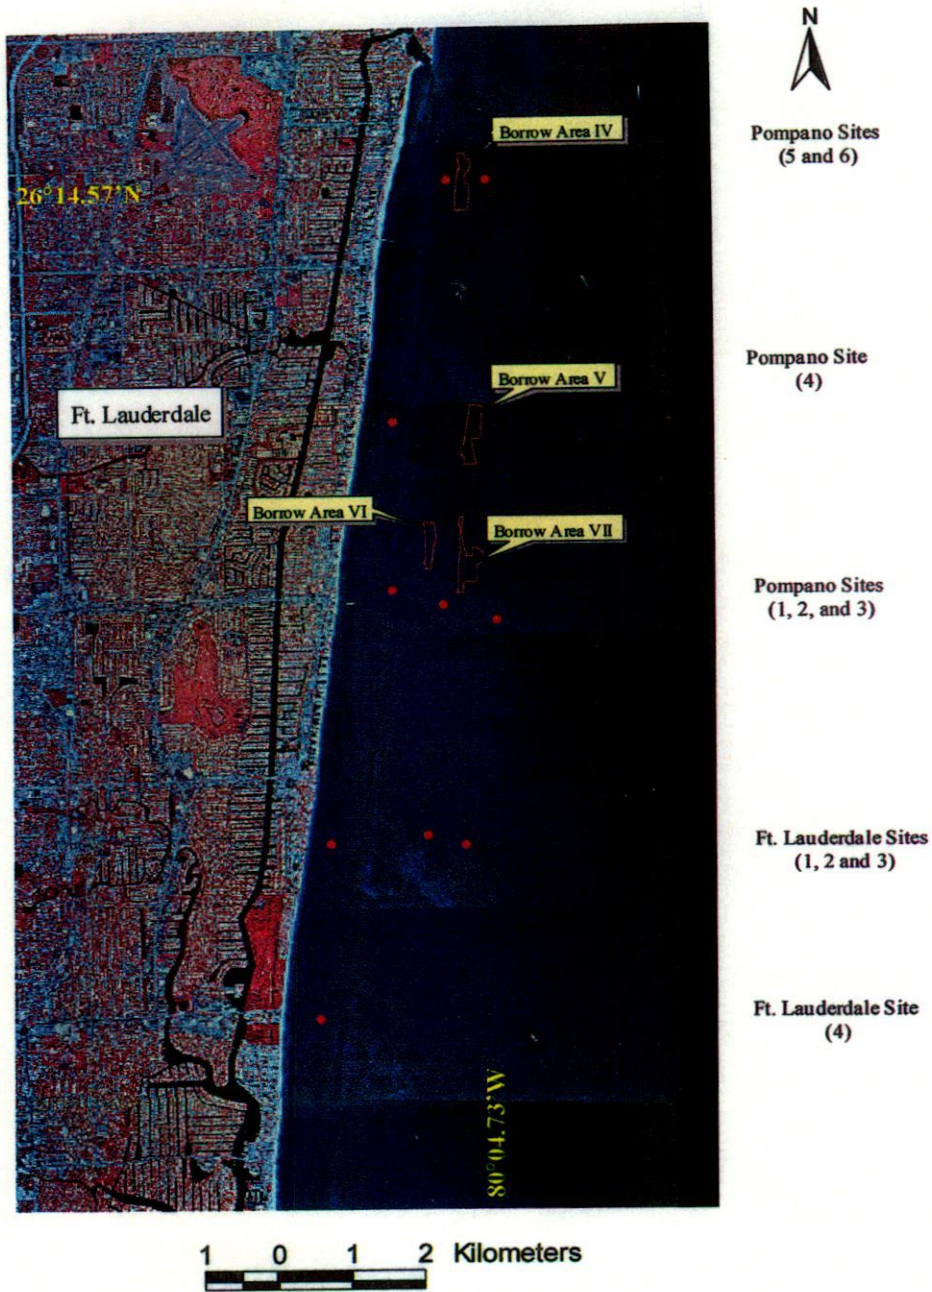 N
Borrow Area IV
Pompano Sites
(5 and 6)
26°14.57'N
Pompano Site
(4)
Borrow Area V
Ft. Lauderdale
Borrow Area VI
Borrow Area VII
Pompano Sites
(1, 2, and 3)
Ft. Lauderdale Sites
(1, 2 and 3)
Ft. Lauderdale Site
(4)
80°04.73'W
1 0 1 2 Kilometers